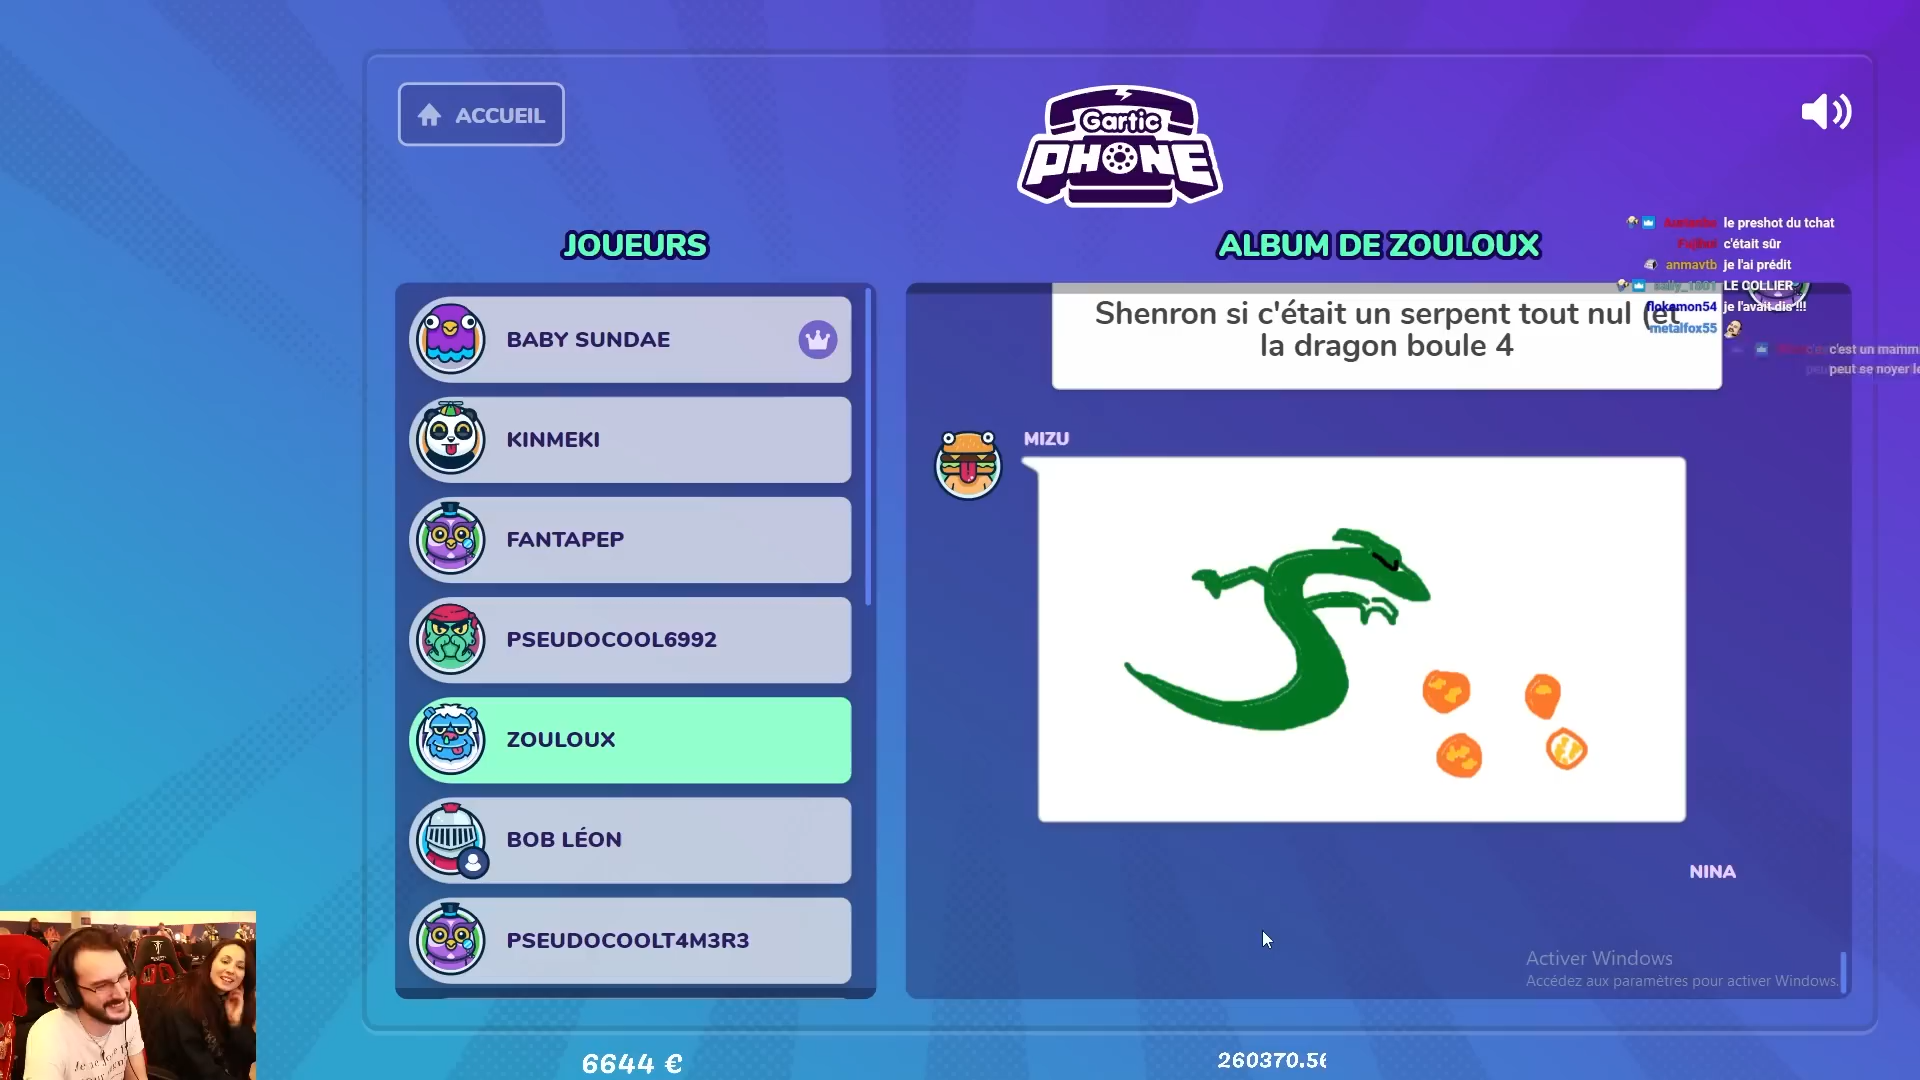 ACCUEIL
Gartic
PHONE
JOUEURS
ALBUM DE ZOULOUX
le preshot du tchat
c'était sûr
anmavtb je l'ai prédit
LE COLLIER
flokamon54 je l'avait dis !!!
metalfox55
c'est un mamm
peut se noyer le
BABY SUNDAE
KINMEKI
FANTAPEP
PSEUDOCOOL6992
ZOULOUX
BOB LÉON
PSEUDOCOOLT4M3R3
Shenron si c'était un serpent tout nul (et
la dragon boule 4
MIZU
NINA
Activer Windows
Accédez aux paramètres pour activer Windows.
6644 €
260370.5